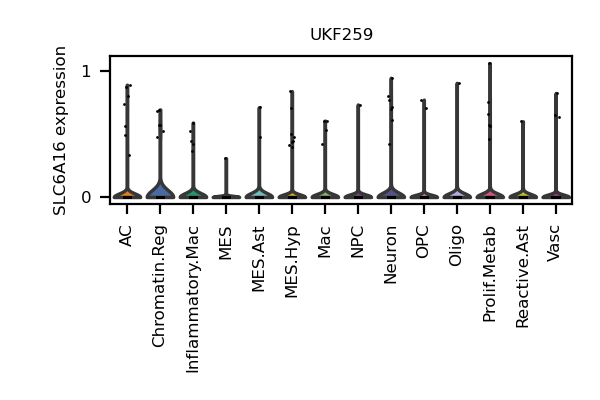 UKF259
SLC6A16 expression
1
0
AC
Chromatin.Reg
Inflammatory.Mac
MES
MES.Ast
MES.Hyp
Mac
NPC
Neuron
OPC
Oligo
Prolif.Metab
Reactive.Ast
Vasc